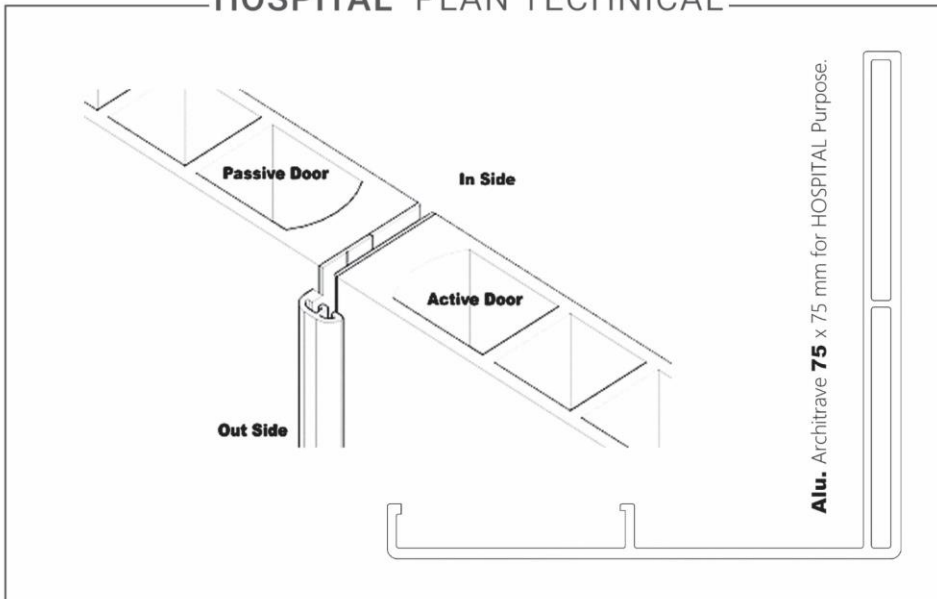 HOSPITAL PLAN TECHNICAL
Passive Door
In Side
Active Door
Out Side
Alu. Architrave 75 x 75 mm for HOSPITAL Purpose.